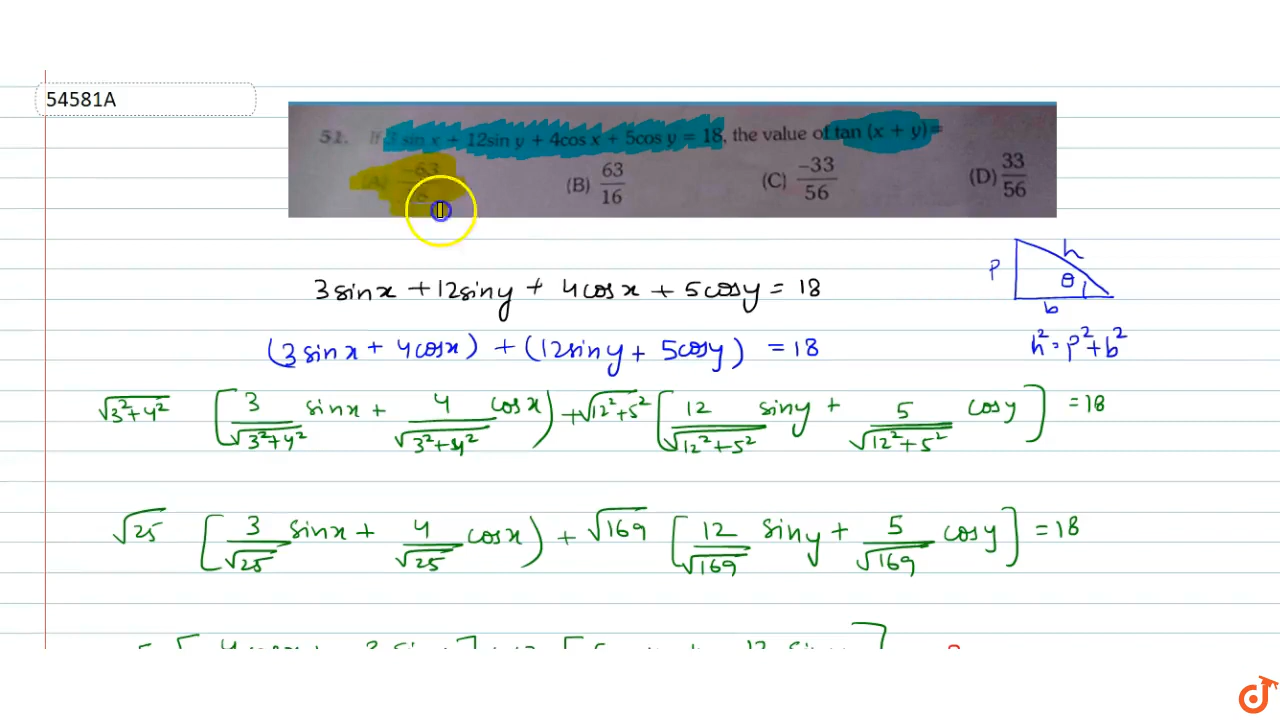 54581A
51. If 3 sin x + 12sin y + 4cos x + 5cos y = 18, the value of tan (x + y) =
(A) -63/ (B) 63/16 (C) -33/56 (D) 33/56
P h θ b
3sinx + 12siny + 4cosx + 5cosy = 18
(3sinx + 4cosx) + (12siny + 5cosy) = 18
h² = P² + b²
√3²+4² [3/√3²+4² sinx + 4/√3²+4² cosx) + √12²+5² [12/√12²+5² siny + 5/√12²+5² cosy] = 18
√25 [3/√25 sinx + 4/√25 cosx) + √169 [12/√169 siny + 5/√169 cosy] = 18